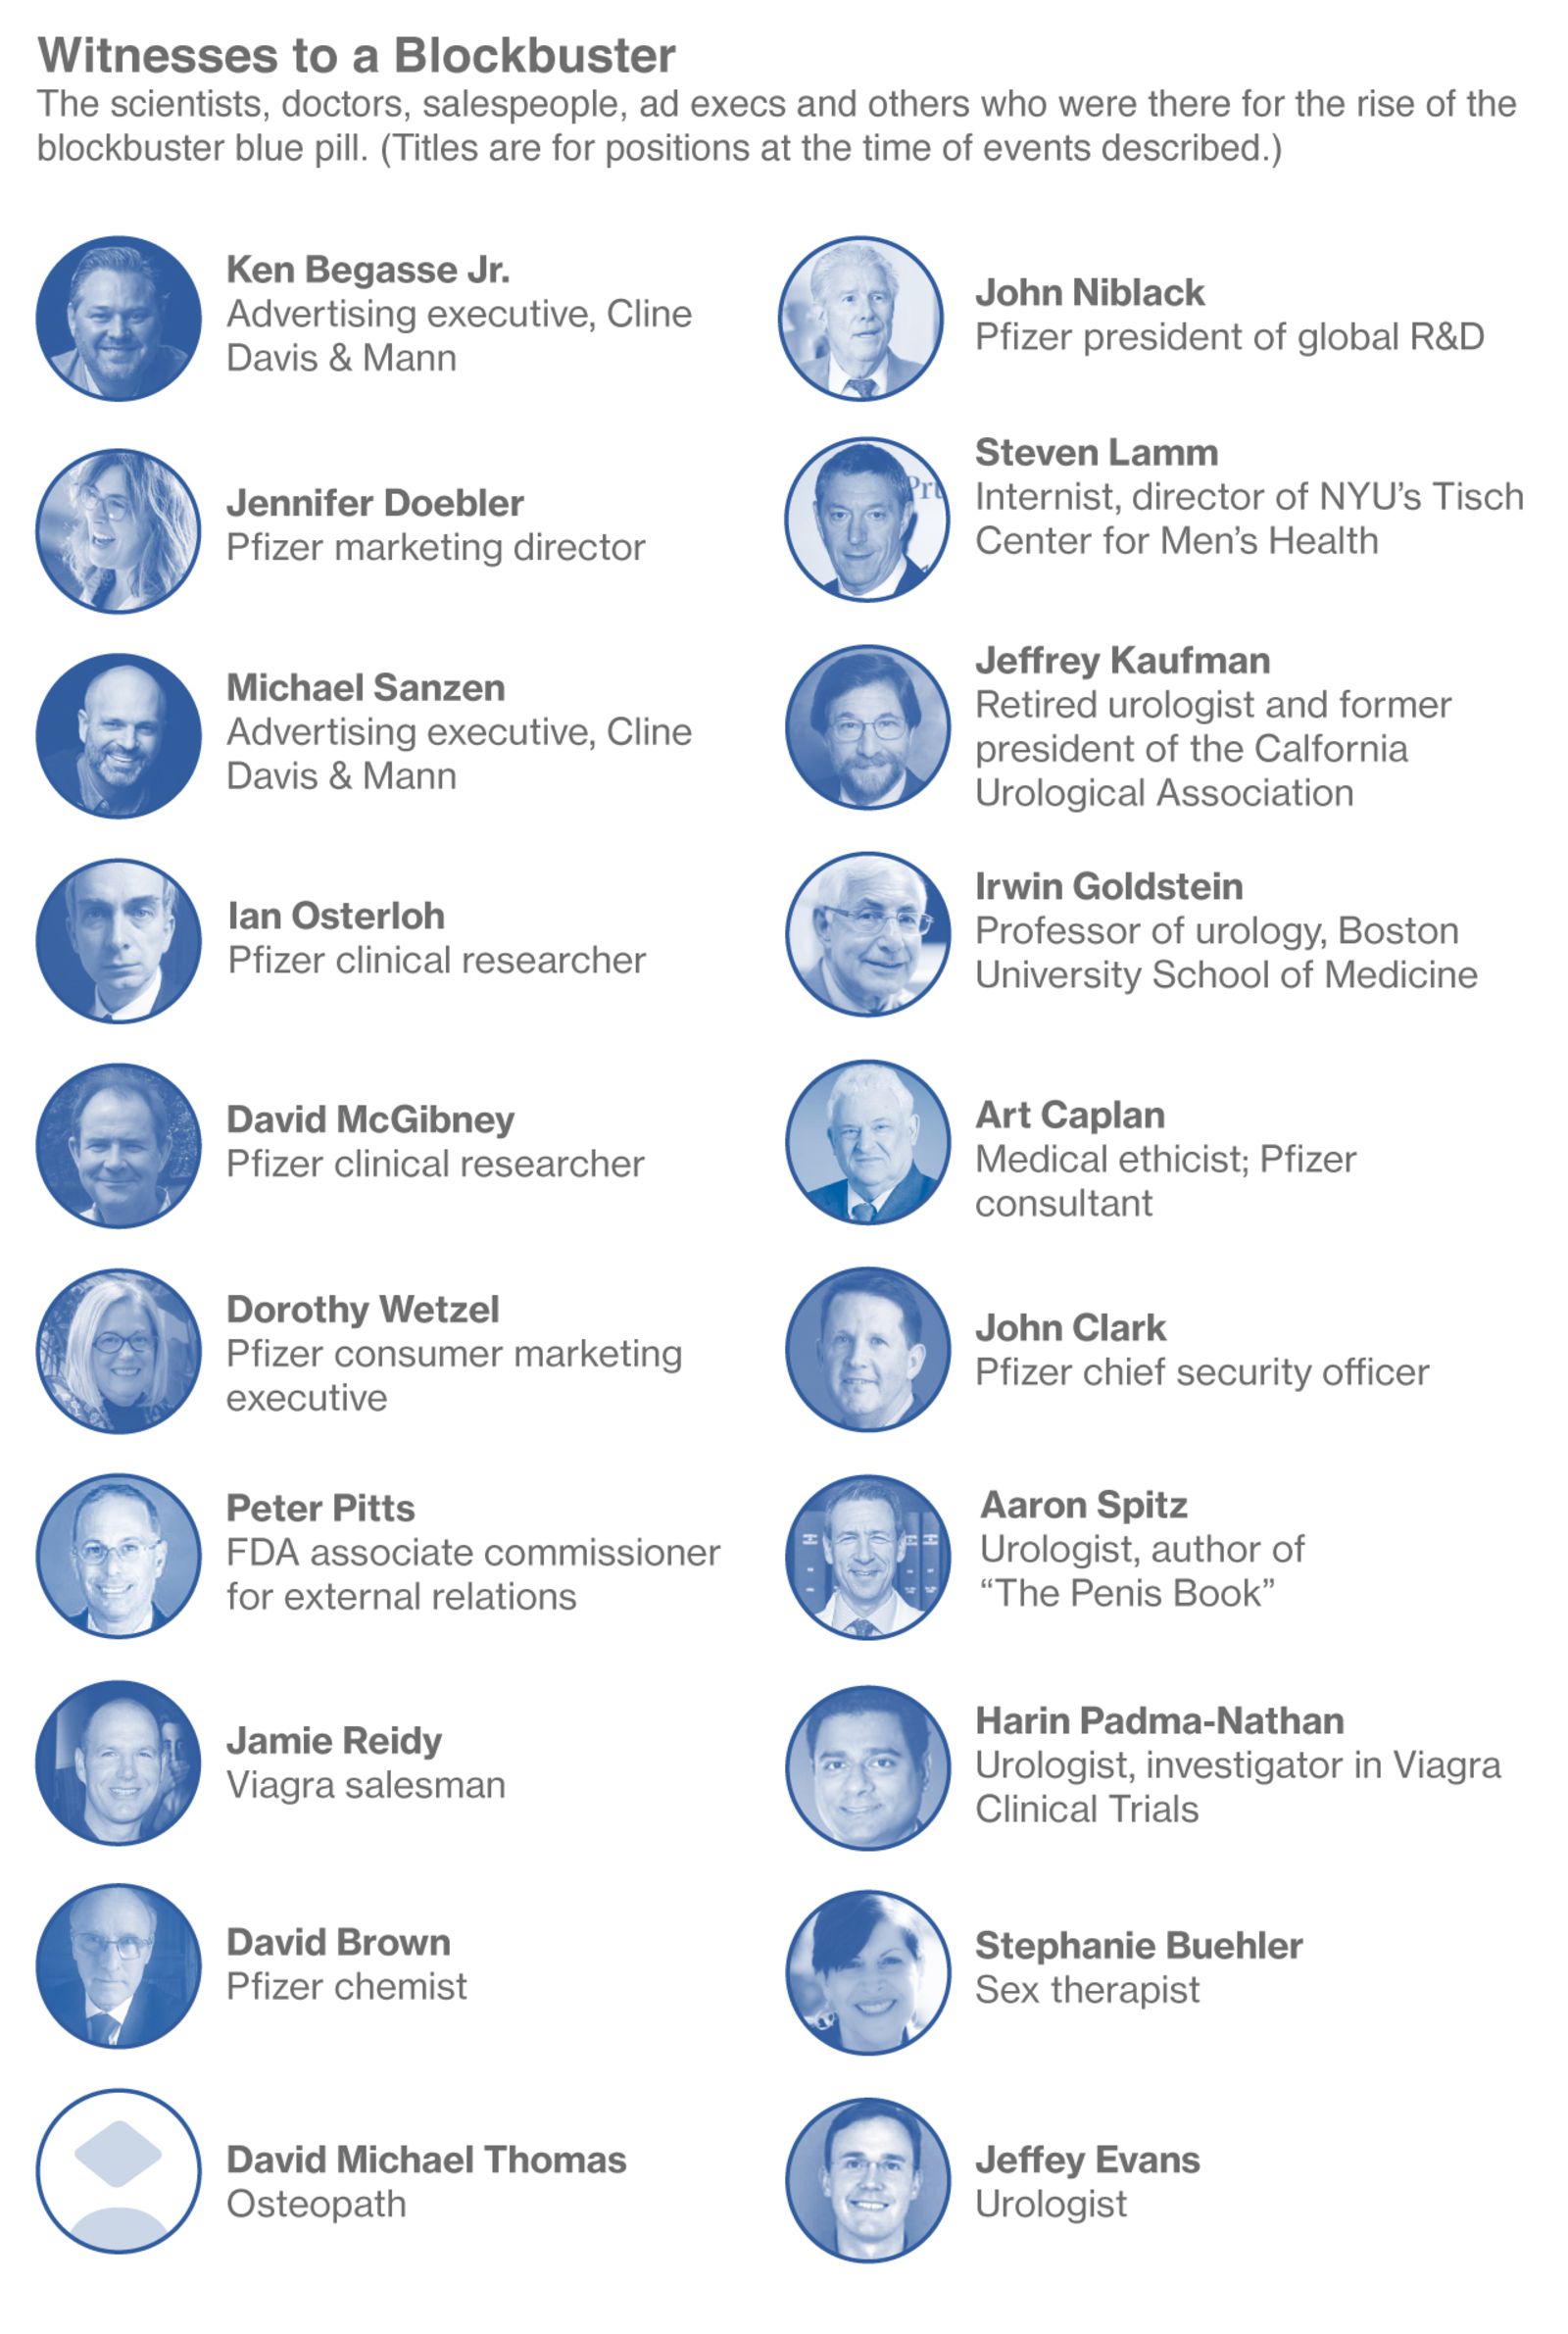 Witnesses to a Blockbuster
The scientists, doctors, salespeople, ad execs and others who were there for the rise of the
blockbuster blue pill. (Titles are for positions at the time of events described.)
Ken Begasse Jr.
Advertising executive, Cline
Davis & Mann
Jennifer Doebler
Pfizer marketing director
Michael Sanzen
Advertising executive, Cline
Davis & Mann
Ian Osterloh
Pfizer clinical researcher
David McGibney
Pfizer clinical researcher
Dorothy Wetzel
Pfizer consumer marketing
executive
Peter Pitts
FDA associate commissioner
for external relations
Jamie Reidy
Viagra salesman
David Brown
Pfizer chemist
David Michael Thomas
Osteopath
John Niblack
Pfizer president of global R&D
Steven Lamm
Internist, director of NYU’s Tisch
Center for Men’s Health
Jeffrey Kaufman
Retired urologist and former
president of the Calfornia
Urological Association
Irwin Goldstein
Professor of urology, Boston
University School of Medicine
Art Caplan
Medical ethicist; Pfizer
consultant
John Clark
Pfizer chief security officer
Aaron Spitz
Urologist, author of
“The Penis Book”
Harin Padma-Nathan
Urologist, investigator in Viagra
Clinical Trials
Stephanie Buehler
Sex therapist
Jeffey Evans
Urologist